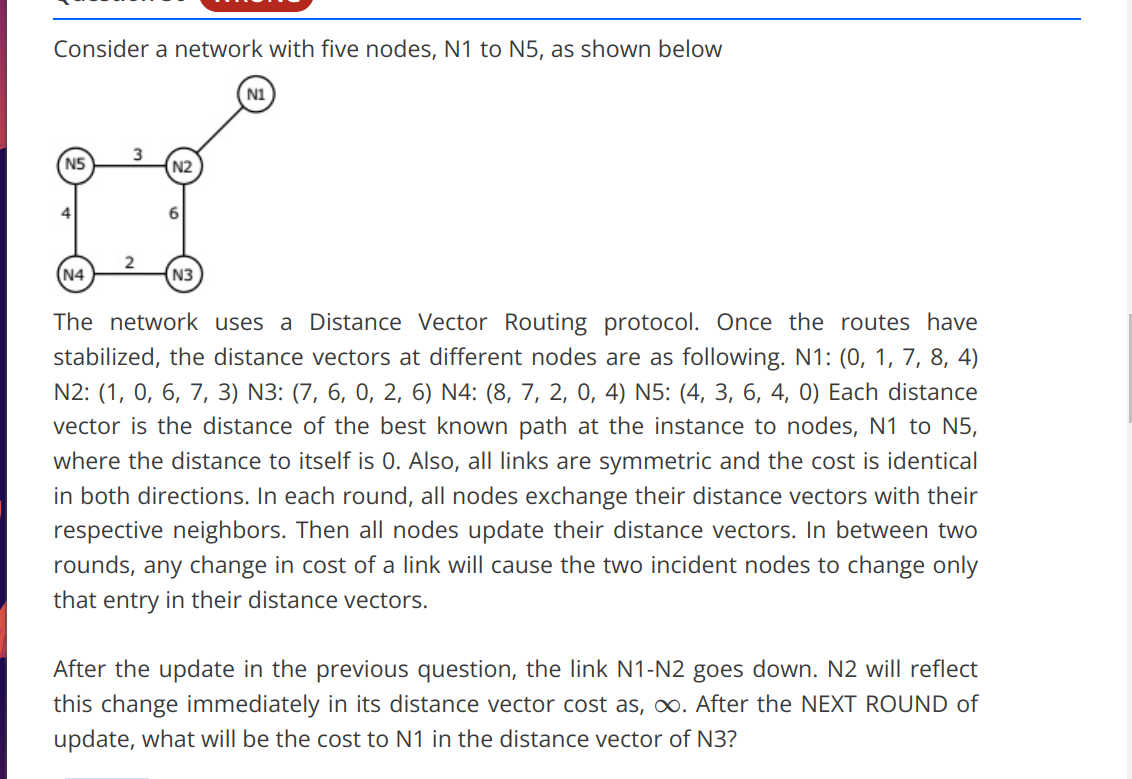 Consider a network with five nodes, N1 to N5, as shown below
N1
3
N5
N2
4
6
2
N4
N3
The network uses a Distance Vector Routing protocol. Once the routes have
stabilized, the distance vectors at different nodes are as following. N1: (0, 1, 7, 8, 4)
N2: (1, 0, 6, 7, 3) N3: (7, 6, 0, 2, 6) N4: (8, 7, 2, 0, 4) N5: (4, 3, 6, 4, 0) Each distance
vector is the distance of the best known path at the instance to nodes, N1 to N5,
where the distance to itself is 0. Also, all links are symmetric and the cost is identical
in both directions. In each round, all nodes exchange their distance vectors with their
respective neighbors. Then all nodes update their distance vectors. In between two
rounds, any change in cost of a link will cause the two incident nodes to change only
that entry in their distance vectors.
After the update in the previous question, the link N1-N2 goes down. N2 will reflect
this change immediately in its distance vector cost as, ∞. After the NEXT ROUND of
update, what will be the cost to N1 in the distance vector of N3?